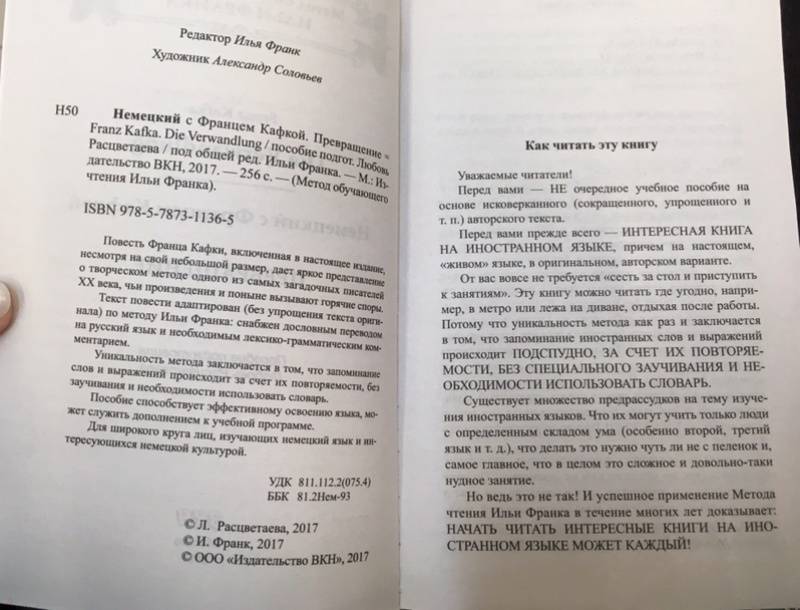 Редактор Илья Франк
Художник Александр Соловьев
Н50
Немецкий с Францем Кафкой. Превращение =
Franz Kafka. Die Verwandlung / пособие подгот. Любовь
Расцветаева / под общей ред. Ильи Франка. — М.: Из-
дательство ВКН, 2017. — 256 с. — (Метод обучающего
чтения Ильи Франка).
ISBN 978-5-7873-1136-5
Повесть Франца Кафки, включенная в настоящее издание,
несмотря на свой небольшой размер, дает яркое представление
о творческом методе одного из самых загадочных писателей
XX века, чьи произведения и поныне вызывают горячие споры.
Текст повести адаптирован (без упрощения текста ориги-
нала) по методу Ильи Франка: снабжен дословным переводом
на русский язык и необходимым лексико-грамматическим ком-
ментарием.
Уникальность метода заключается в том, что запоминание
слов и выражений происходит за счет их повторяемости, без
заучивания и необходимости использовать словарь.
Пособие способствует эффективному освоению языка, мо-
жет служить дополнением к учебной программе.
Для широкого круга лиц, изучающих немецкий язык и ин-
тересующихся немецкой культурой.
УДК 811.112.2(075.4)
ББК 81.2Нем-93
© Л. Расцветаева, 2017
© И. Франк, 2017
© ООО «Издательство ВКН», 2017
Как читать эту книгу
Уважаемые читатели!
Перед вами — НЕ очередное учебное пособие на
основе исковерканного (сокращенного, упрощенного и
т. п.) авторского текста.
Перед вами прежде всего — ИНТЕРЕСНАЯ КНИГА
НА ИНОСТРАННОМ ЯЗЫКЕ, причем на настоящем,
«живом» языке, в оригинальном, авторском варианте.
От вас вовсе не требуется «сесть за стол и приступить
к занятиям». Эту книгу можно читать где угодно, напри-
мер, в метро или лежа на диване, отдыхая после работы.
Потому что уникальность метода как раз и заключается
в том, что запоминание иностранных слов и выражений
происходит ПОДСПУДНО, ЗА СЧЕТ ИХ ПОВТОРЯЕ-
МОСТИ, БЕЗ СПЕЦИАЛЬНОГО ЗАУЧИВАНИЯ И НЕ-
ОБХОДИМОСТИ ИСПОЛЬЗОВАТЬ СЛОВАРЬ.
Существует множество предрассудков на тему изуче-
ния иностранных языков. Что их могут учить только люди
с определенным складом ума (особенно второй, третий
язык и т. д.), что делать это нужно чуть ли не с пеленок и,
самое главное, что в целом это сложное и довольно-таки
нудное занятие.
Но ведь это не так! И успешное применение Метода
чтения Ильи Франка в течение многих лет доказывает:
НАЧАТЬ ЧИТАТЬ ИНТЕРЕСНЫЕ КНИГИ НА ИНО-
СТРАННОМ ЯЗЫКЕ МОЖЕТ КАЖДЫЙ!